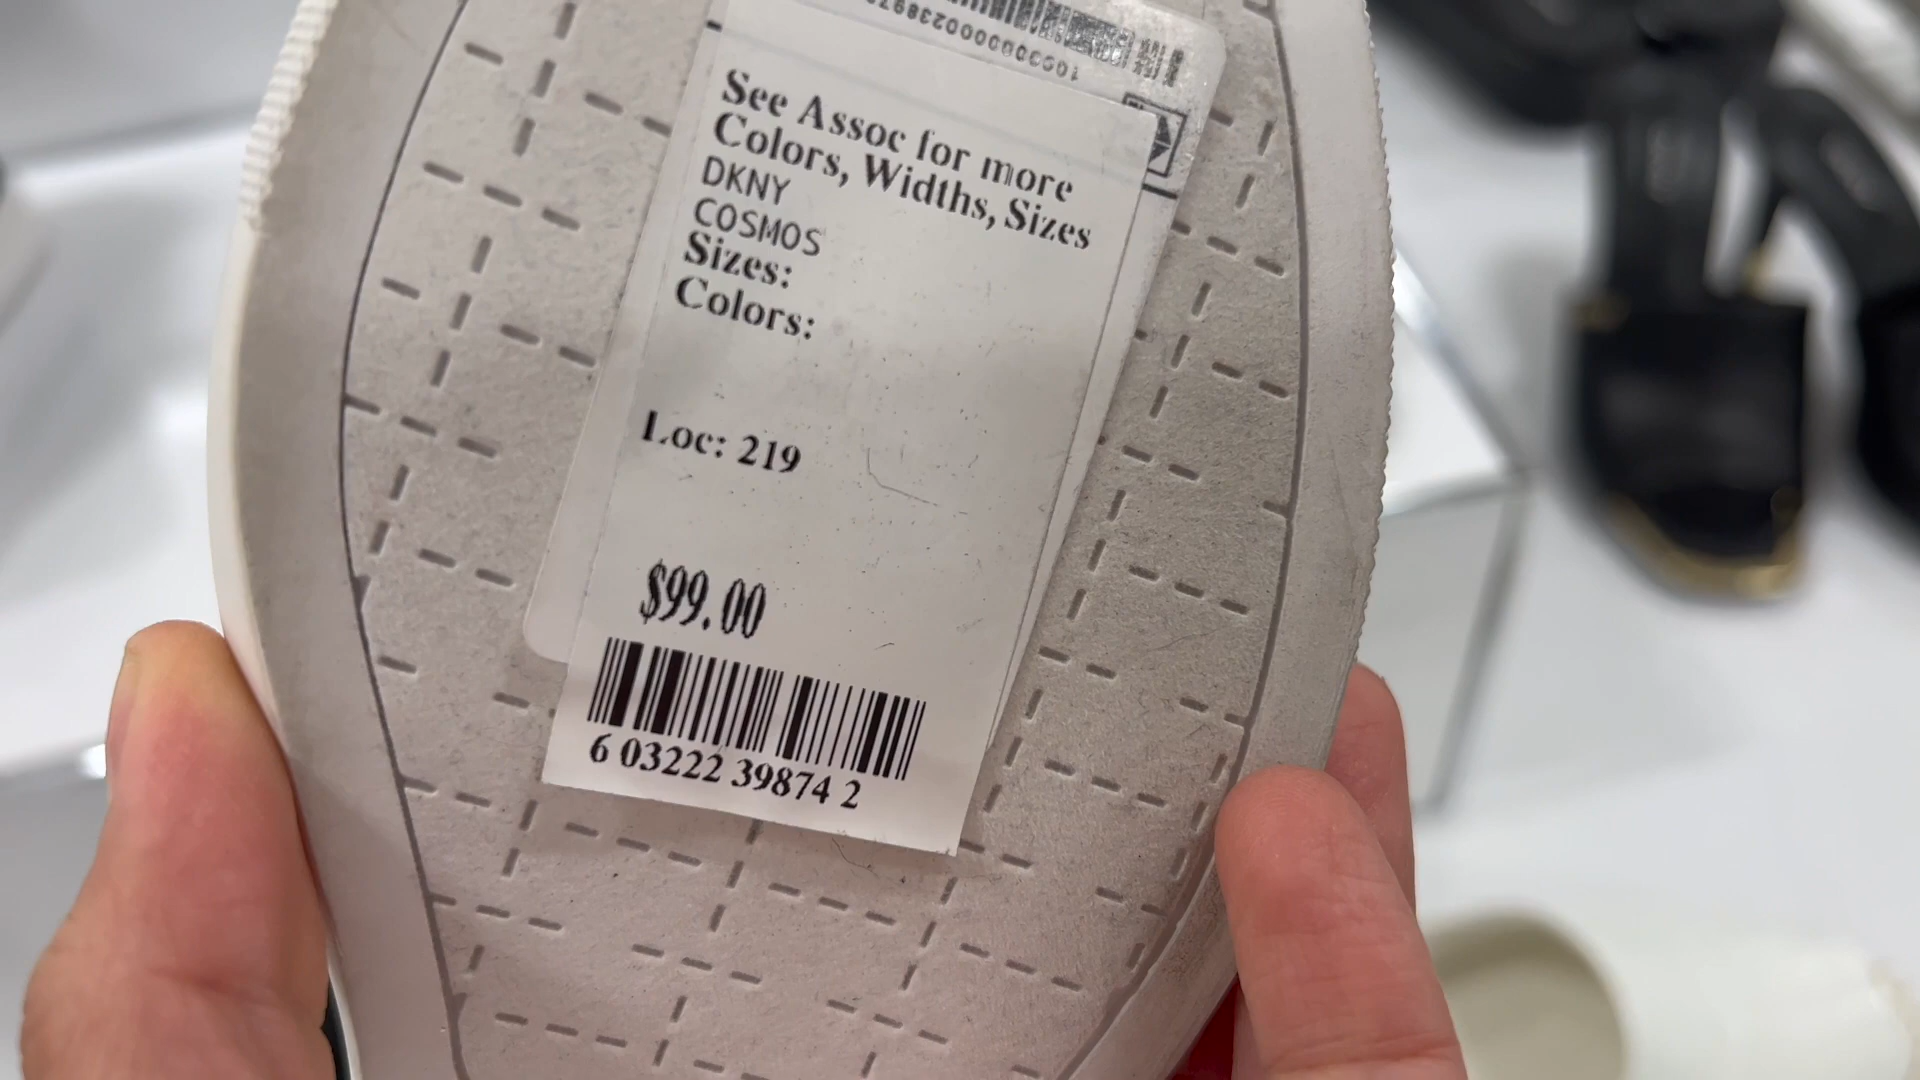 See Assoc for more
Colors, Widths, Sizes
DKNY
COSMOS
Sizes:
Colors:
Loc: 219
$99.00
6 03222 39874 2